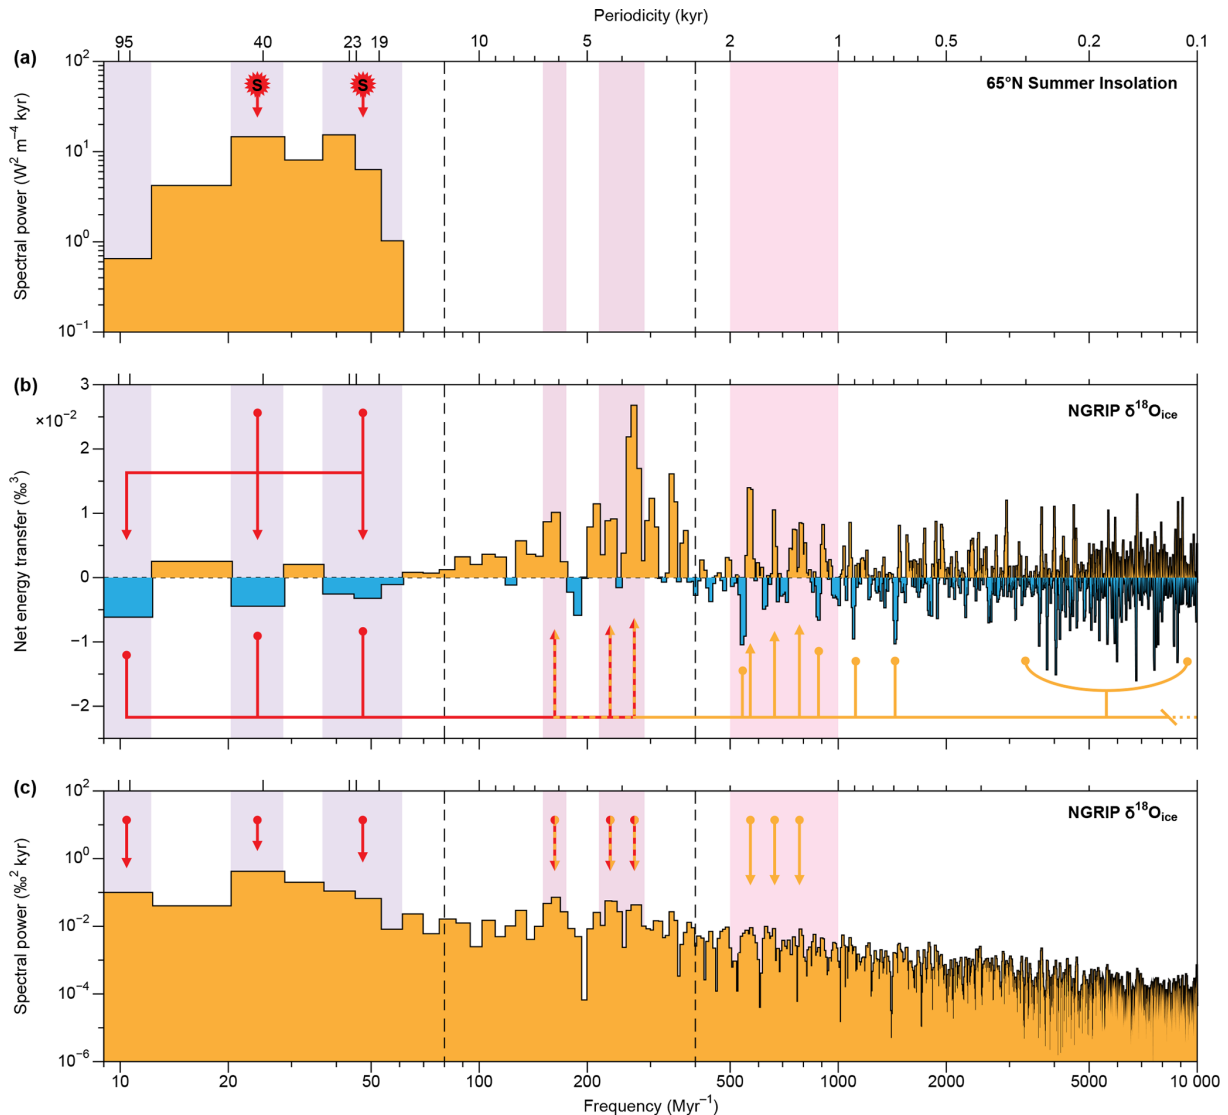 Periodicity (kyr)
95 40 23 19 10 5 2 1 0.5 0.2 0.1
(a)
10² 
65°N Summer Insolation
S S
10¹
10⁰
10⁻¹
Spectral power (W² m⁻⁴ kyr)
(b)
3
×10⁻²
NGRIP δ¹⁸O_ice
2
1
0
−1
−2
Net energy transfer (‰³)
(c)
10²
NGRIP δ¹⁸O_ice
10⁰
10⁻²
10⁻⁴
10⁻⁶
Spectral power (‰² kyr)
10 20 50 100 200 500 1000 2000 5000 10 000
Frequency (Myr⁻¹)